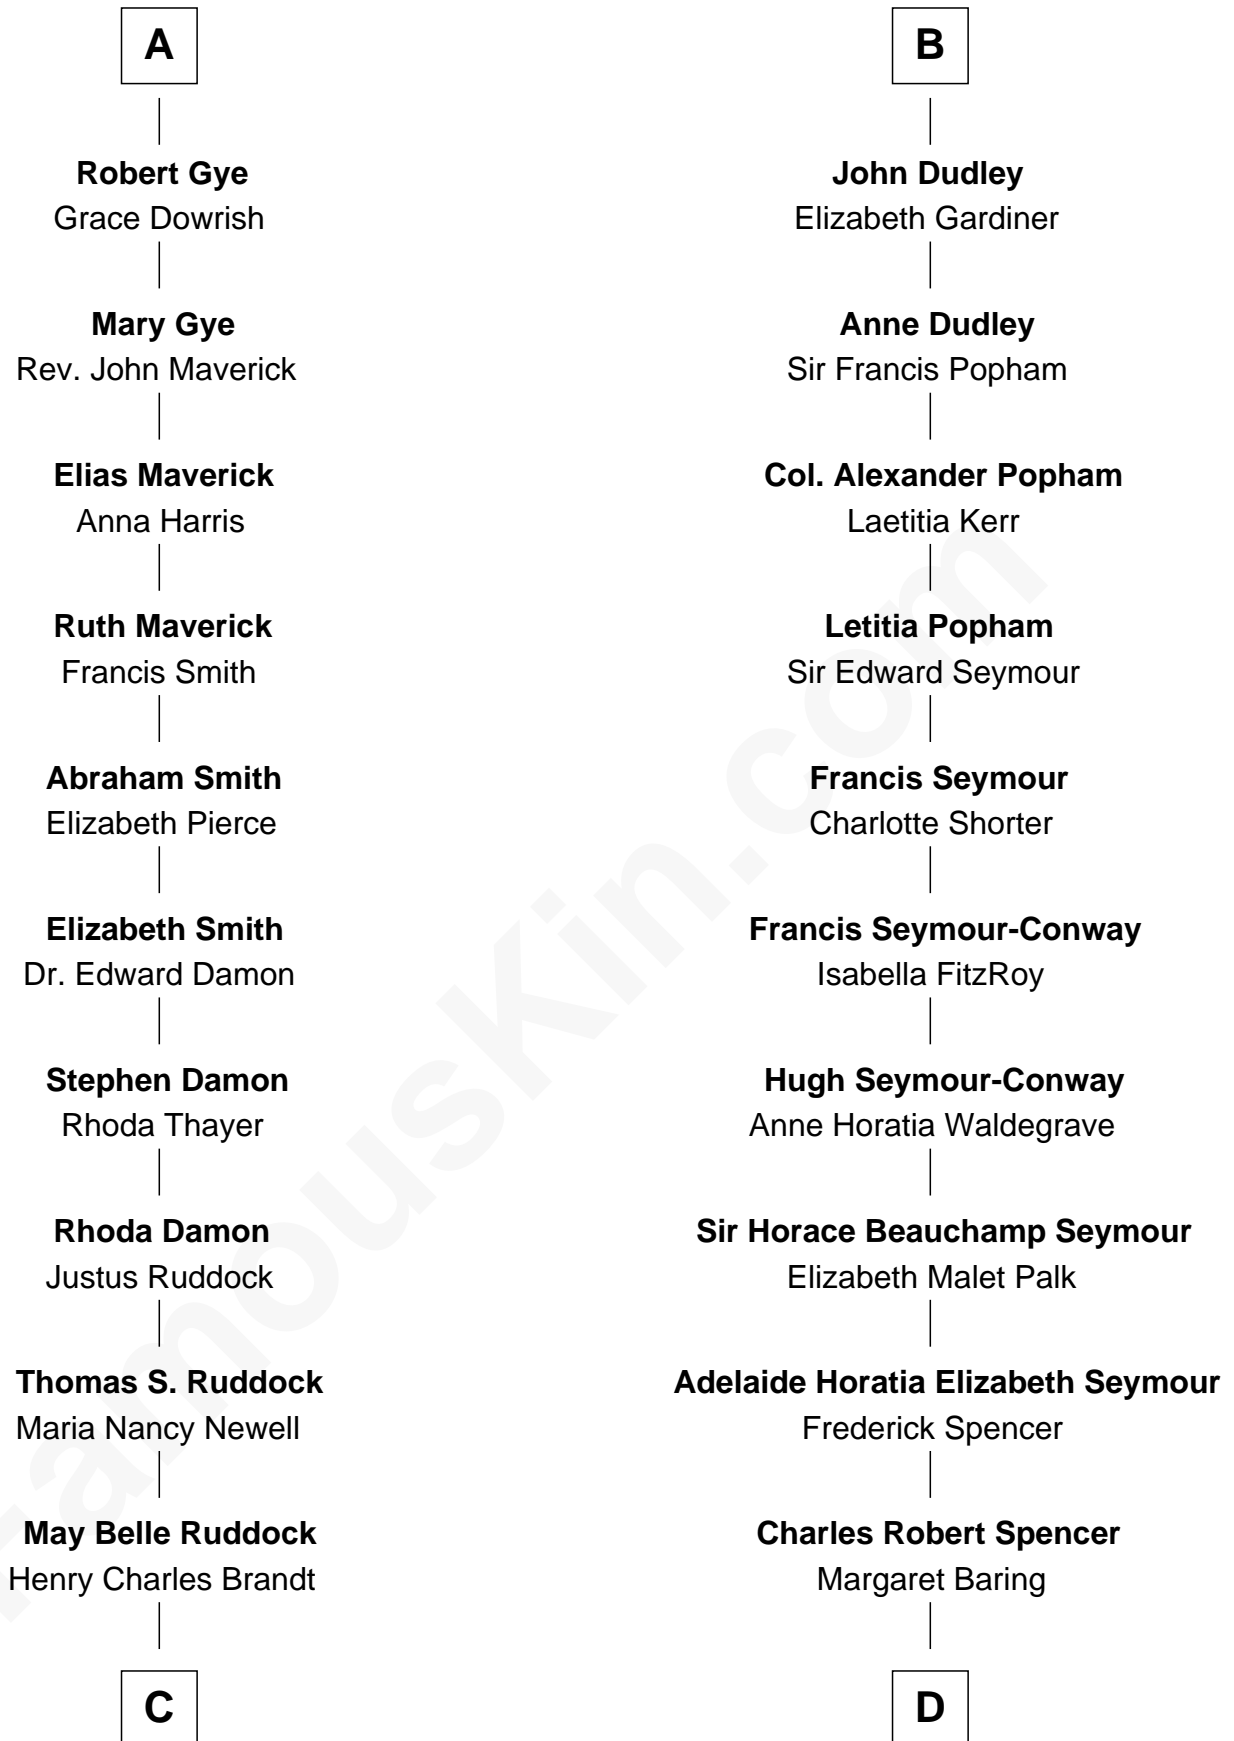 A
Robert Gye
Grace Dowrish
Mary Gye
Rev. John Maverick
Elias Maverick
Anna Harris
Ruth Maverick
Francis Smith
Abraham Smith
Elizabeth Pierce
Elizabeth Smith
Dr. Edward Damon
Stephen Damon
Rhoda Thayer
Rhoda Damon
Justus Ruddock
Thomas S. Ruddock
Maria Nancy Newell
May Belle Ruddock
Henry Charles Brandt
C
B
John Dudley
Elizabeth Gardiner
Anne Dudley
Sir Francis Popham
Col. Alexander Popham
Laetitia Kerr
Letitia Popham
Sir Edward Seymour
Francis Seymour
Charlotte Shorter
Francis Seymour-Conway
Isabella FitzRoy
Hugh Seymour-Conway
Anne Horatia Waldegrave
Sir Horace Beauchamp Seymour
Elizabeth Malet Palk
Adelaide Horatia Elizabeth Seymour
Frederick Spencer
Charles Robert Spencer
Margaret Baring
D
FamousKin.com